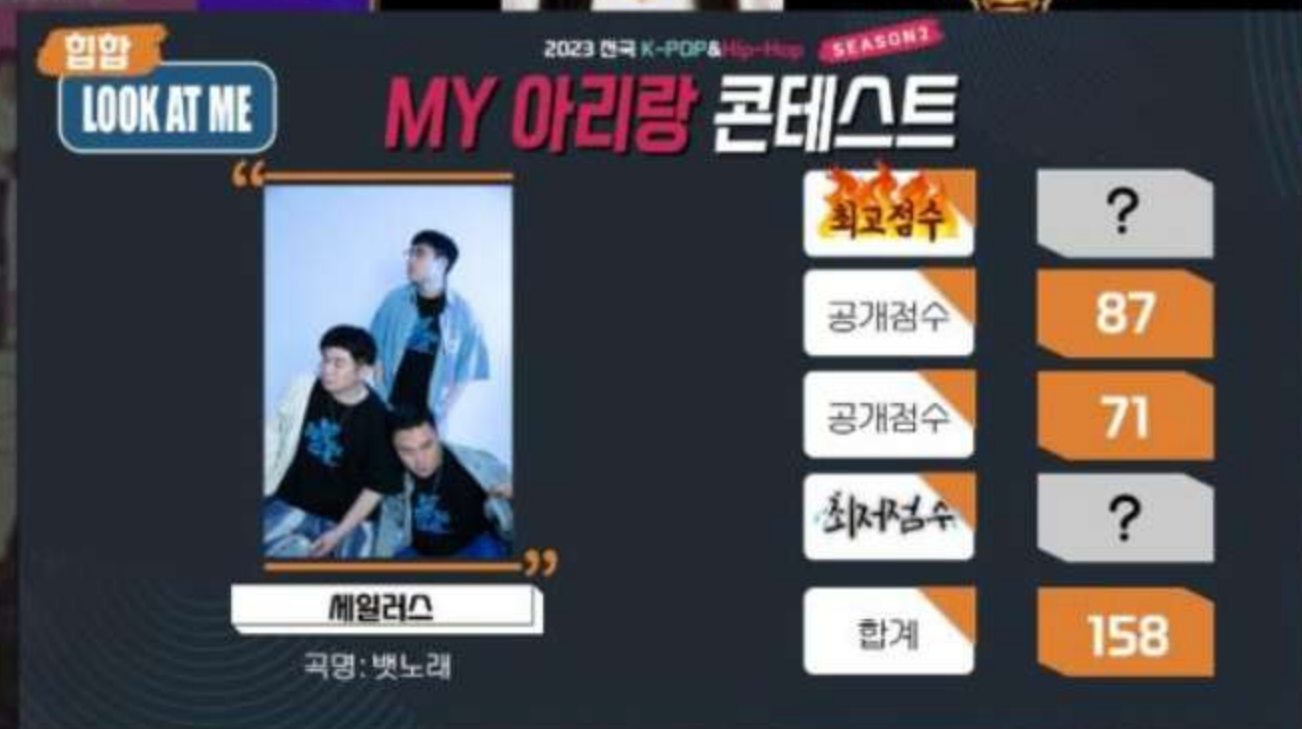 힙합
LOOK AT ME
2023 전국 K-POP&Hip-Hop SEASON2
MY 아리랑 콘테스트
최고점수 ?
공개점수 87
공개점수 71
최저점수 ?
합계 158
세일러스
곡명: 뱃노래